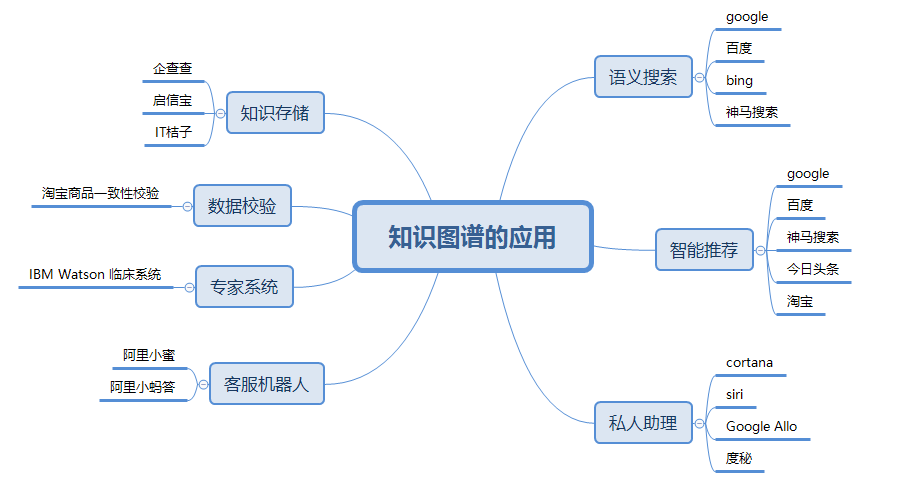 知识图谱的应用
语义搜索
google
百度
bing
神马搜索
智能推荐
google
百度
神马搜索
今日头条
淘宝
私人助理
cortana
siri
Google Allo
度秘
知识存储
企查查
启信宝
IT桔子
数据校验
淘宝商品一致性校验
专家系统
IBM Watson 临床系统
客服机器人
阿里小蜜
阿里小蚂答